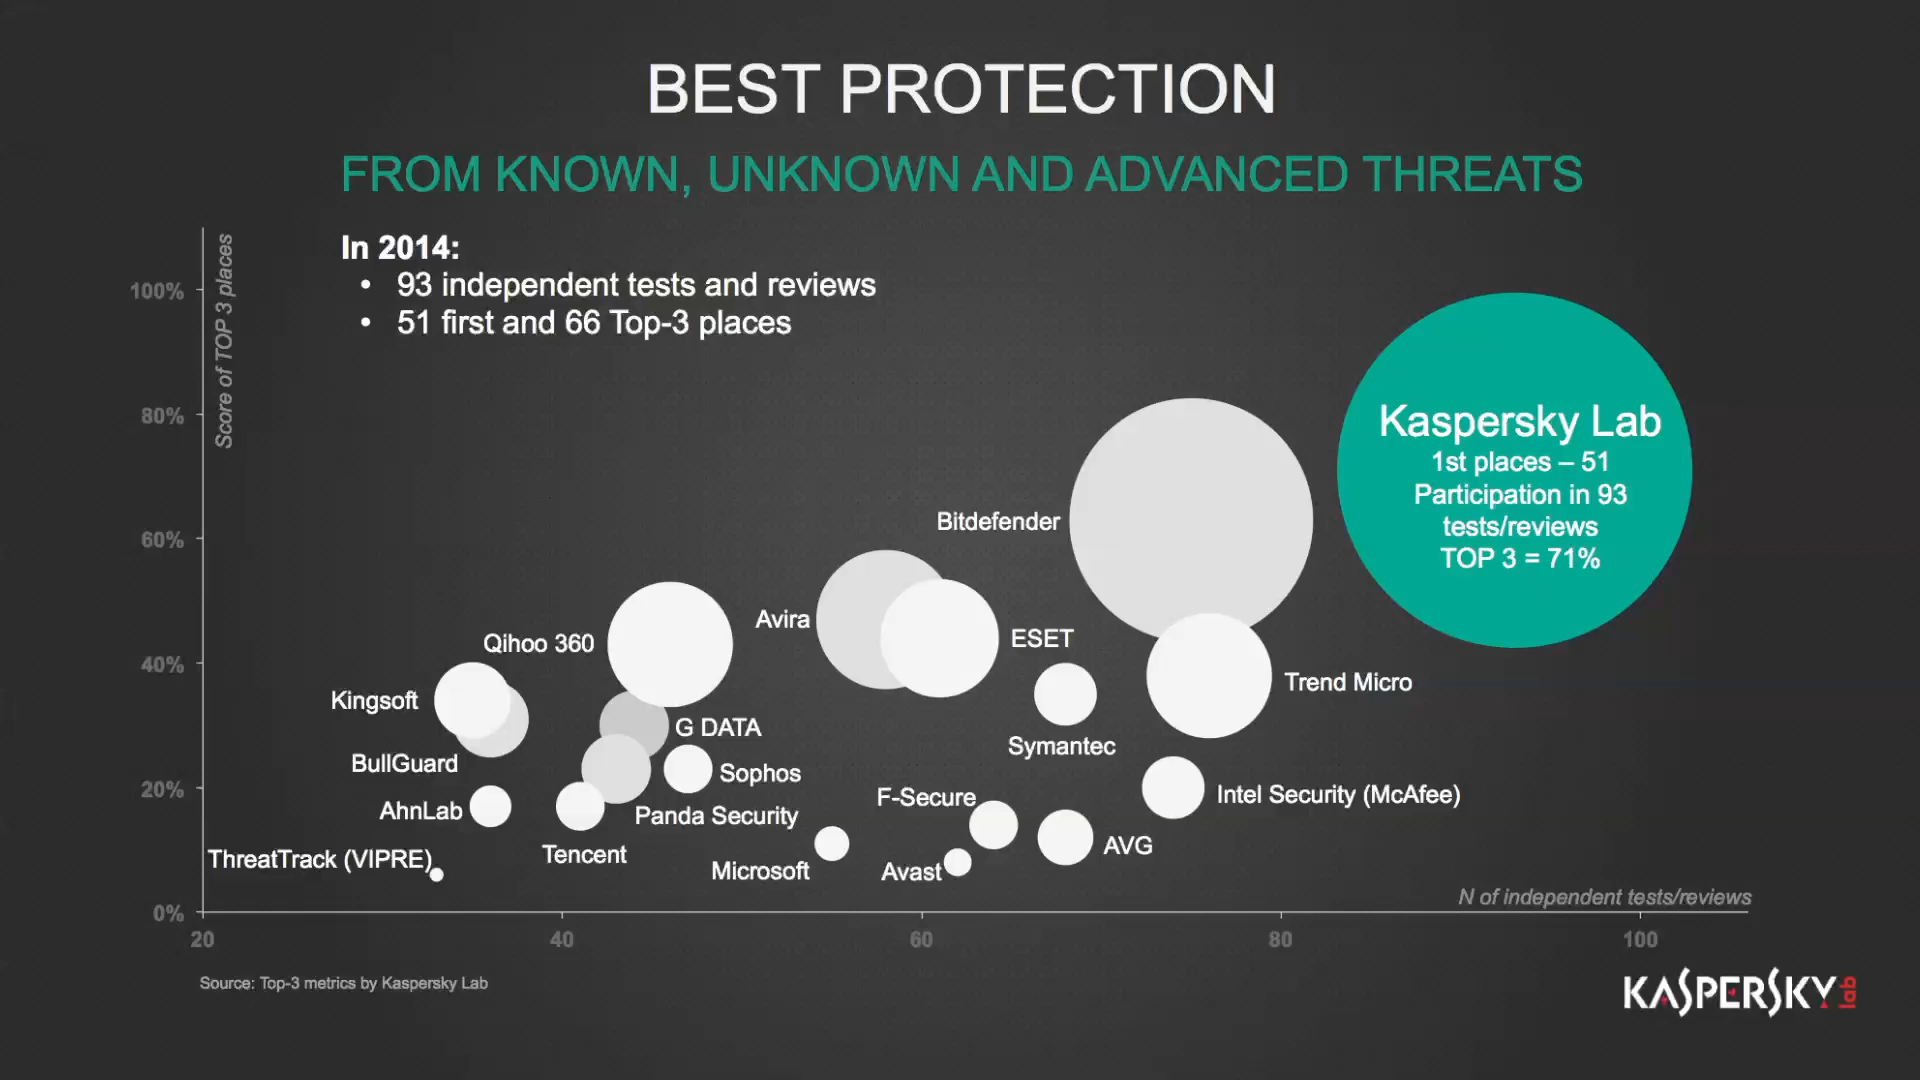 BEST PROTECTION
FROM KNOWN, UNKNOWN AND ADVANCED THREATS
Score of TOP 3 places
In 2014:
• 93 independent tests and reviews
• 51 first and 66 Top-3 places
100%
80%
60%
40%
20%
0%
Kaspersky Lab
1st places – 51
Participation in 93
tests/reviews
TOP 3 = 71%
Bitdefender
Avira
ESET
Qihoo 360
Trend Micro
Kingsoft
G DATA
Symantec
BullGuard
Sophos
AhnLab
F-Secure
Intel Security (McAfee)
Panda Security
ThreatTrack (VIPRE)
Tencent
Microsoft
Avast
AVG
N of independent tests/reviews
20
40
60
80
100
Source: Top-3 metrics by Kaspersky Lab
KASPERSKY lab